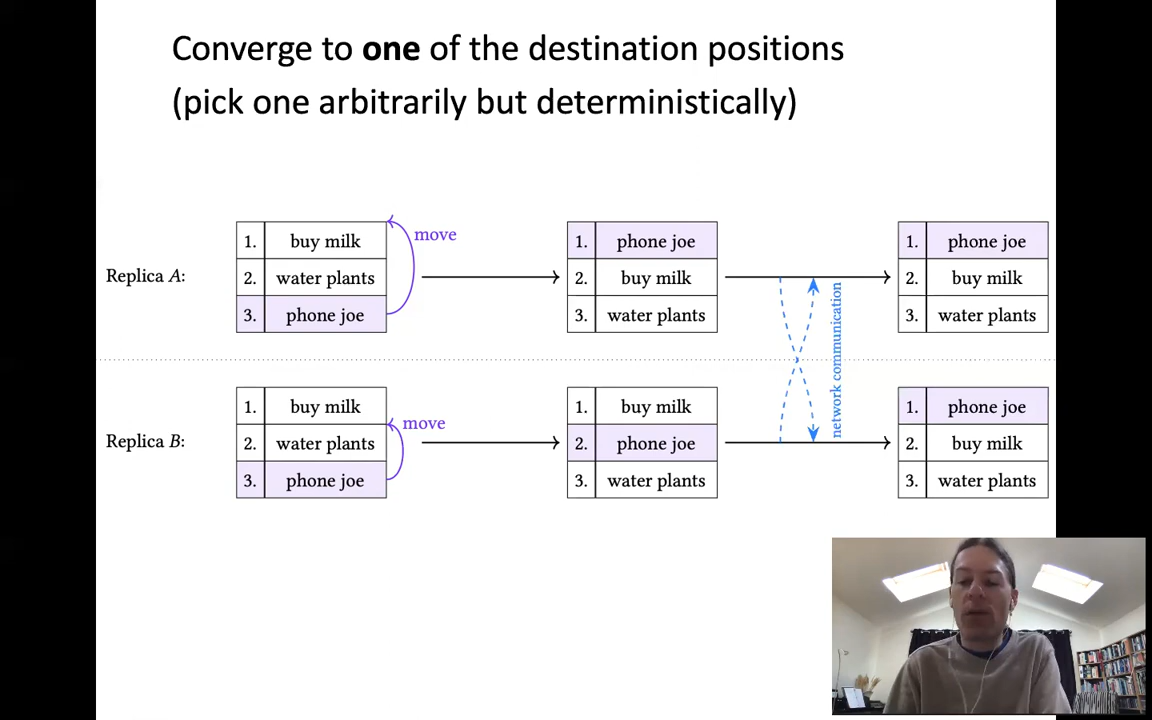 Converge to one of the destination positions
(pick one arbitrarily but deterministically)
Replica A:
1. buy milk
2. water plants
3. phone joe
move
1. phone joe
2. buy milk
3. water plants
1. phone joe
2. buy milk
3. water plants
network communication
Replica B:
1. buy milk
2. water plants
3. phone joe
move
1. buy milk
2. phone joe
3. water plants
1. phone joe
2. buy milk
3. water plants